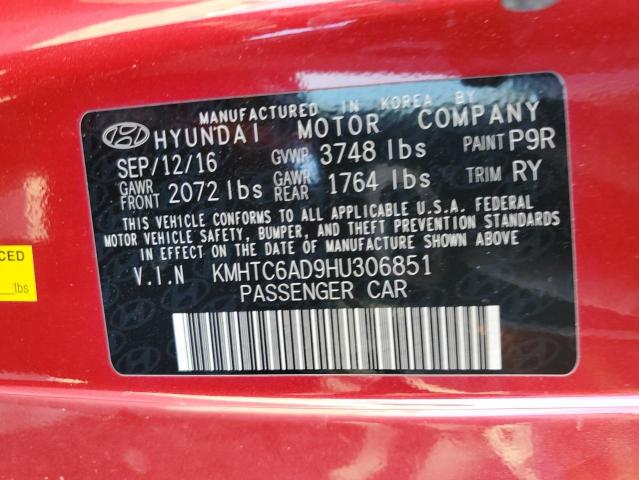 MANUFACTURED IN KOREA BY
HYUNDAI MOTOR COMPANY
SEP/12/16 GVWR 3748 lbs PAINT P9R
GAWR FRONT 2072 lbs GAWR REAR 1764 lbs TRIM RY
THIS VEHICLE CONFORMS TO ALL APPLICABLE U.S.A. FEDERAL
MOTOR VEHICLE SAFETY, BUMPER, AND THEFT PREVENTION STANDARDS
IN EFFECT ON THE DATE OF MANUFACTURE SHOWN ABOVE
V.I.N KMHTC6AD9HU306851
PASSENGER CAR
CED
lbs